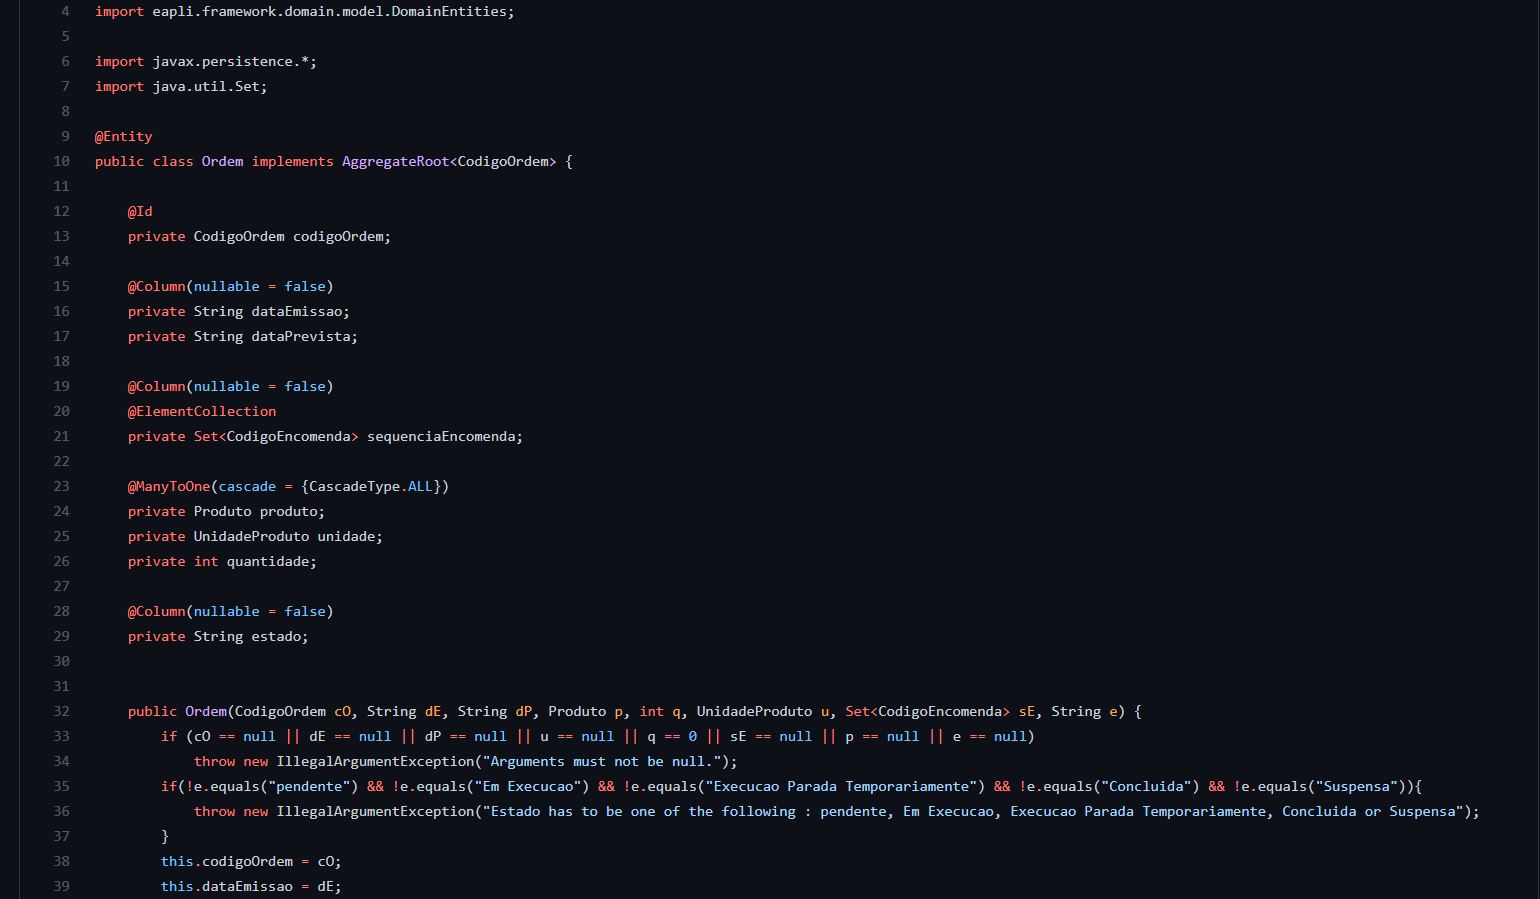 4 import eapli.framework.domain.model.DomainEntities;
5
6 import javax.persistence.*;
7 import java.util.Set;
8
9 @Entity
10 public class Ordem implements AggregateRoot<CodigoOrdem> {
11
12 @Id
13 private CodigoOrdem codigoOrdem;
14
15 @Column(nullable = false)
16 private String dataEmissao;
17 private String dataPrevista;
18
19 @Column(nullable = false)
20 @ElementCollection
21 private Set<CodigoEncomenda> sequenciaEncomenda;
22
23 @ManyToOne(cascade = {CascadeType.ALL})
24 private Produto produto;
25 private UnidadeProduto unidade;
26 private int quantidade;
27
28 @Column(nullable = false)
29 private String estado;
30
31
32 public Ordem(CodigoOrdem cO, String dE, String dP, Produto p, int q, UnidadeProduto u, Set<CodigoEncomenda> sE, String e) {
33 if (cO == null || dE == null || dP == null || u == null || q == 0 || sE == null || p == null || e == null)
34 throw new IllegalArgumentException("Arguments must not be null.");
35 if(!e.equals("pendente") && !e.equals("Em Execucao") && !e.equals("Execucao Parada Temporariamente") && !e.equals("Concluida") && !e.equals("Suspensa")){
36 throw new IllegalArgumentException("Estado has to be one of the following : pendente, Em Execucao, Execucao Parada Temporariamente, Concluida or Suspensa");
37 }
38 this.codigoOrdem = cO;
39 this.dataEmissao = dE;